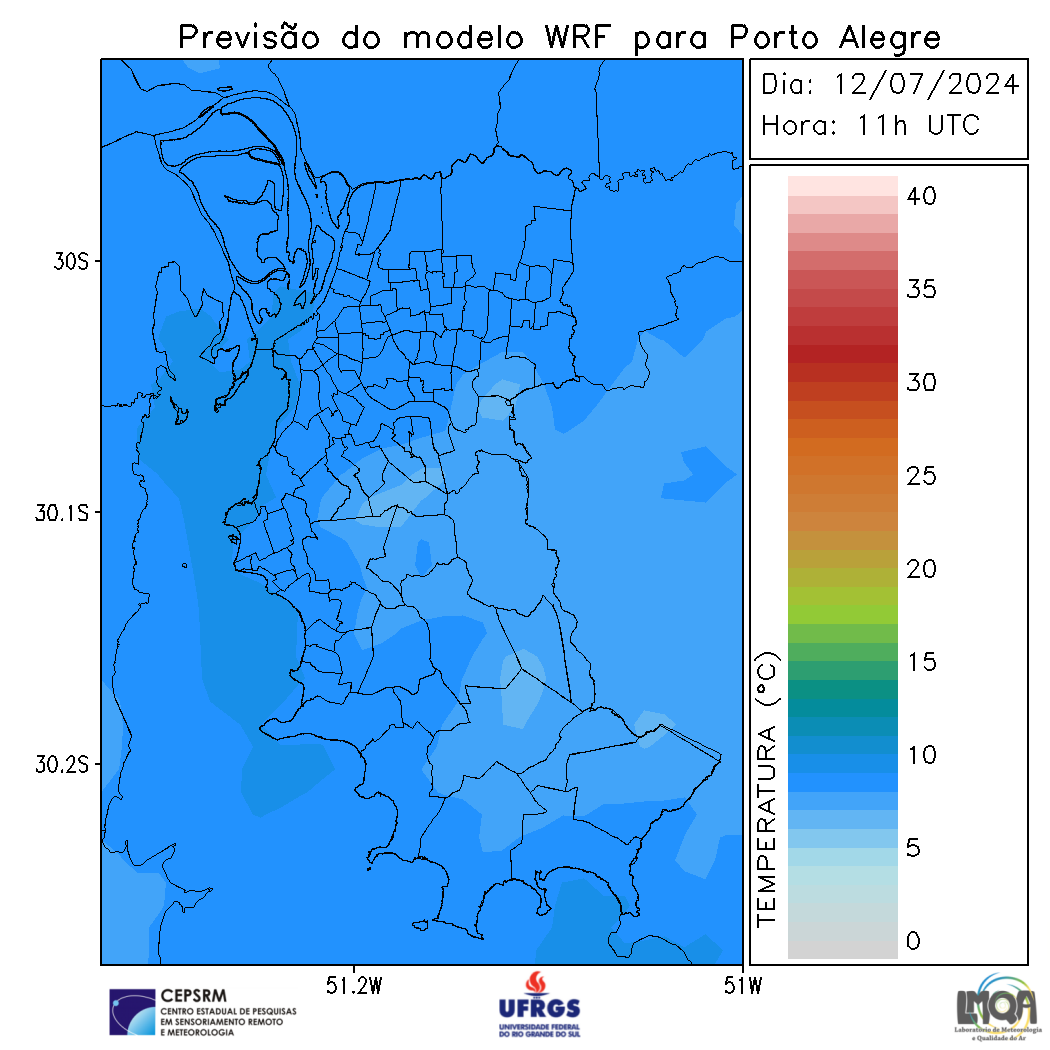 Previsão do modelo WRF para Porto Alegre
Dia: 12/07/2024
Hora: 11h UTC
40
35
30
25
20
15
10
5
0
TEMPERATURA (°C)
30S
30.1S
30.2S
51.2W
51W
CEPSRM
CENTRO ESTADUAL DE PESQUISAS
EM SENSORIAMENTO REMOTO
E METEOROLOGIA
UFRGS
UNIVERSIDADE FEDERAL
DO RIO GRANDE DO SUL
LMQA
Laboratório de Meteorologia
e Qualidade do Ar